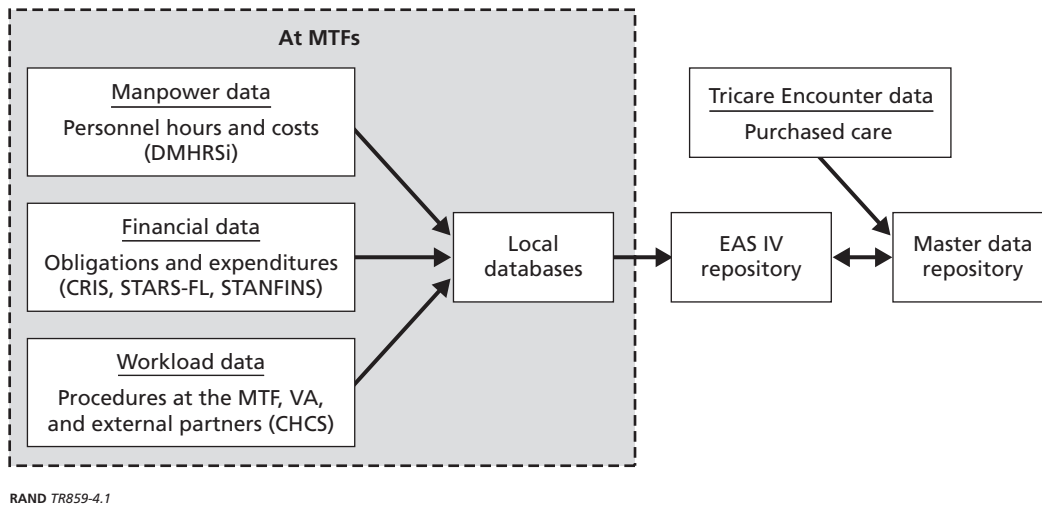 At MTFs
Manpower data
Personnel hours and costs
(DMHRSi)
Financial data
Obligations and expenditures
(CRIS, STARS-FL, STANFINS)
Workload data
Procedures at the MTF, VA,
and external partners (CHCS)
Local
databases
EAS IV
repository
Tricare Encounter data
Purchased care
Master data
repository
RAND TR859-4.1